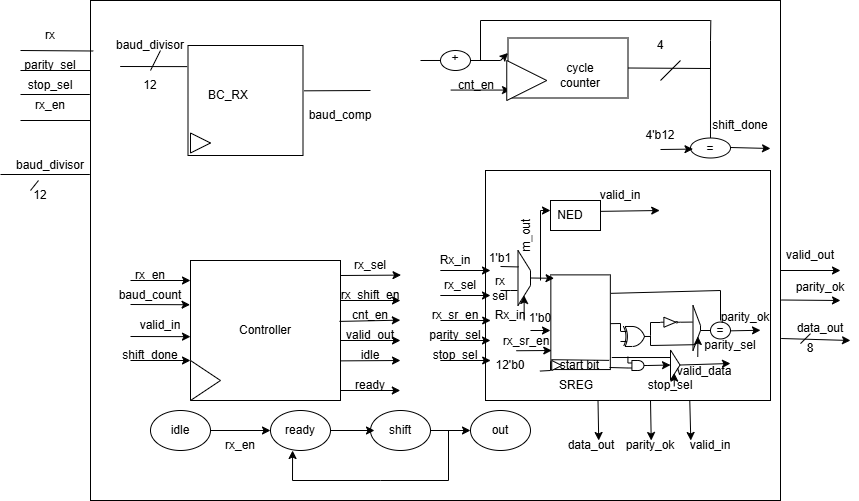 rx
parity_sel
stop_sel
rx_en
baud_divisor
12
baud_divisor
12
BC_RX
baud_comp
+
cnt_en
cycle
counter
4
4'b12
shift_done
=
rx_en
baud_count
valid_in
shift_done
Controller
rx_sel
rx_shift_en
cnt_en
valid_out
idle
ready
Rx_in
rx_sel
rx_sr_en
parity_sel
stop_sel
1'b1
rx
sel
Rx_in
m_out
NED
valid_in
1'b0
rx_sr_en
12'b0
start bit
SREG
=
parity_ok
parity_sel
valid_data
stop_sel
data_out
parity_ok
valid_in
valid_out
parity_ok
data_out
8
idle
rx_en
ready
shift
out